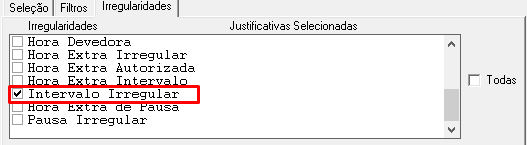 Seleção Filtros Irregularidades
Irregularidades Justificativas Selecionadas
Hora Devedora
Hora Extra Irregular
Hora Extra Autorizada
Hora Extra Intervalo
Intervalo Irregular
Hora Extra de Pausa
Pausa Irregular
Todas